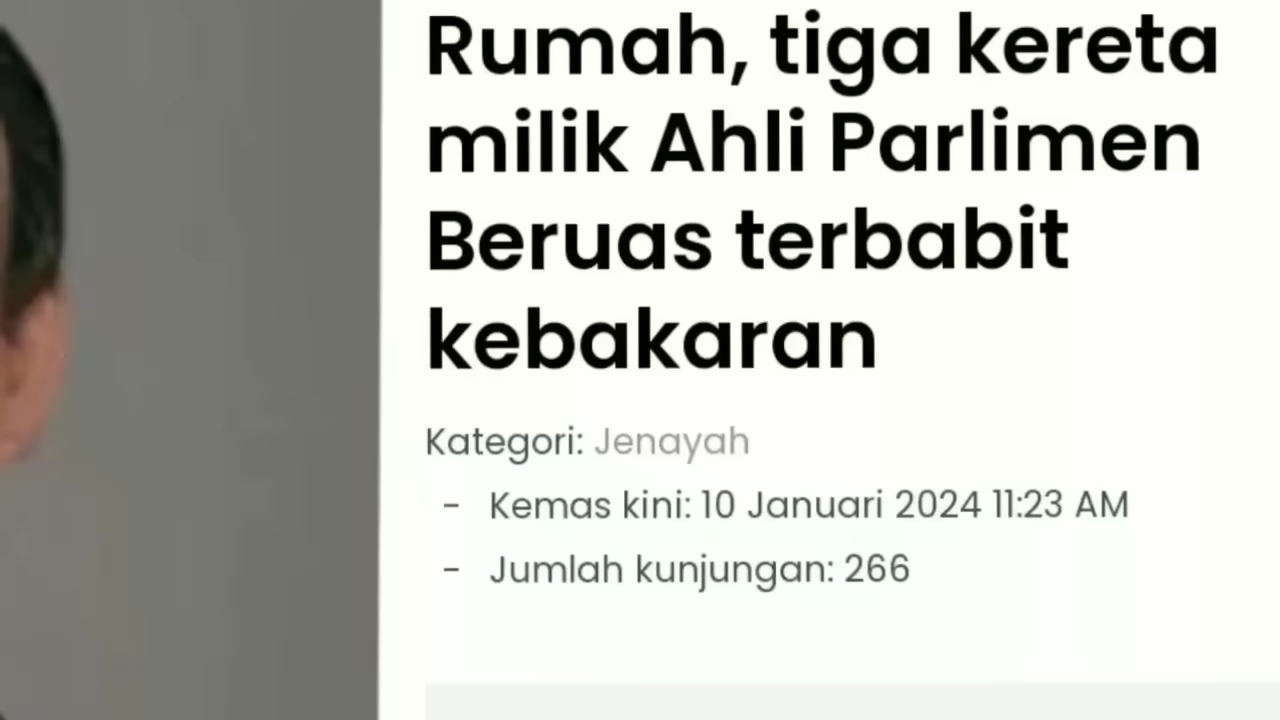 Rumah, tiga kereta
milik Ahli Parlimen
Beruas terbabit
kebakaran
Kategori: Jenayah
- Kemas kini: 10 Januari 2024 11:23 AM
- Jumlah kunjungan: 266